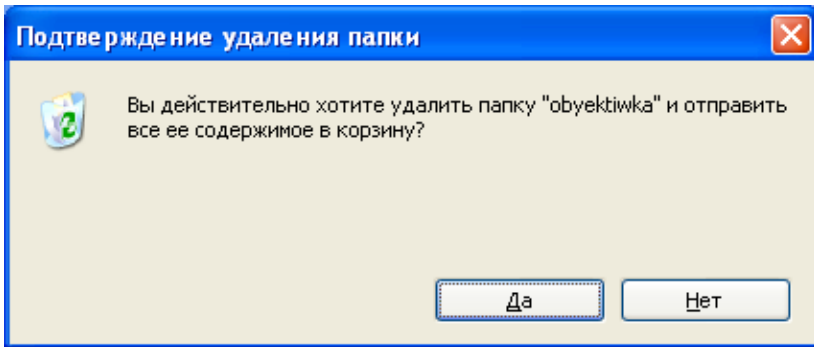 Подтверждение удаления папки
Вы действительно хотите удалить папку "obyektiwka" и отправить
все ее содержимое в корзину?
Да
Нет